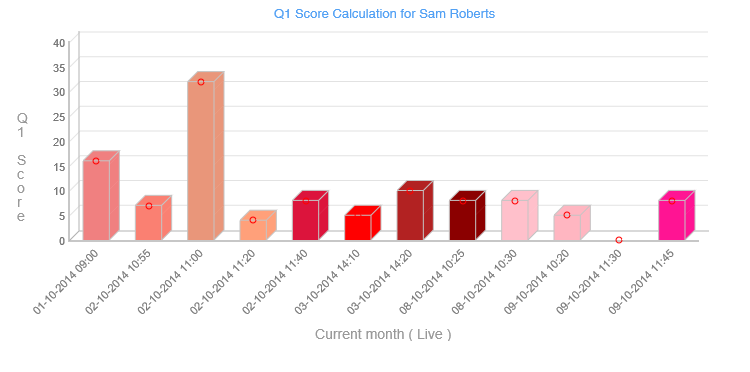 Q1 Score Calculation for Sam Roberts
Q
1
S
c
o
r
e
40
35
30
25
20
15
10
5
0
01-10-2014 09:00
02-10-2014 10:55
02-10-2014 11:00
02-10-2014 11:20
02-10-2014 11:40
03-10-2014 14:10
03-10-2014 14:20
08-10-2014 10:25
08-10-2014 10:30
09-10-2014 10:20
09-10-2014 11:30
09-10-2014 11:45
Current month ( Live )